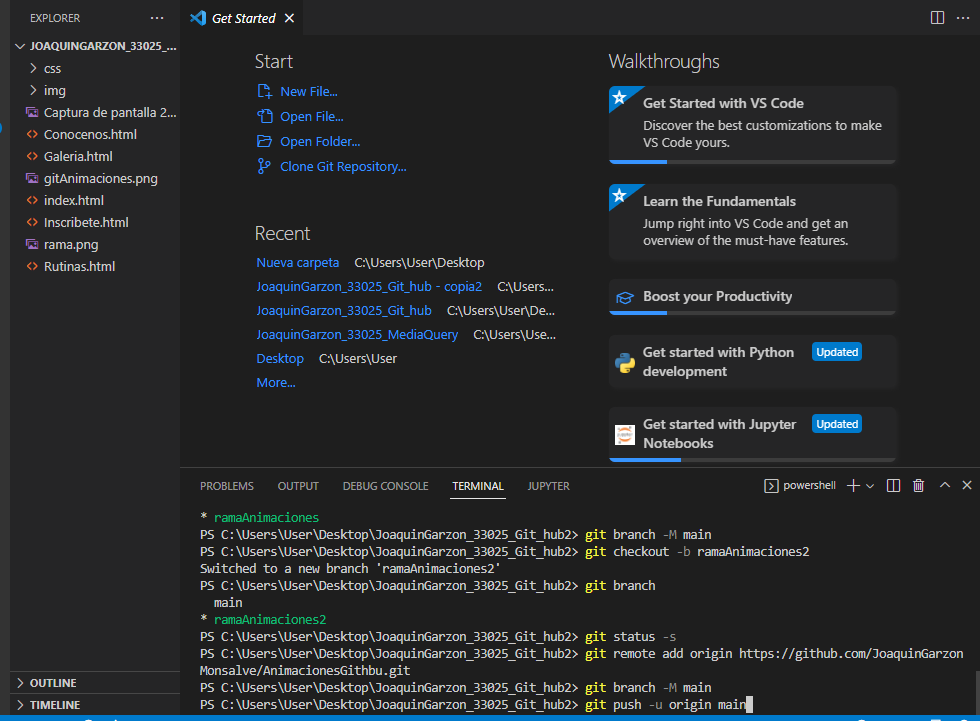 EXPLORER
JOAQUINGARZON_33025_...
css
img
Captura de pantalla 2...
Conocenos.html
Galeria.html
gitAnimaciones.png
index.html
Inscribete.html
rama.png
Rutinas.html
OUTLINE
TIMELINE
Get Started
Start
New File...
Open File...
Open Folder...
Clone Git Repository...
Recent
Nueva carpeta C:\Users\User\Desktop
JoaquinGarzon_33025_Git_hub - copia2 C:\Users...
JoaquinGarzon_33025_Git_hub C:\Users\User\De...
JoaquinGarzon_33025_MediaQuery C:\Users\Use...
Desktop C:\Users\User
More...
Walkthroughs
Get Started with VS Code
Discover the best customizations to make
VS Code yours.
Learn the Fundamentals
Jump right into VS Code and get an
overview of the must-have features.
Boost your Productivity
Get started with Python Updated
development
Get started with Jupyter Updated
Notebooks
PROBLEMS OUTPUT DEBUG CONSOLE TERMINAL JUPYTER powershell
* ramaAnimaciones
PS C:\Users\User\Desktop\JoaquinGarzon_33025_Git_hub2> git branch -M main
PS C:\Users\User\Desktop\JoaquinGarzon_33025_Git_hub2> git checkout -b ramaAnimaciones2
Switched to a new branch 'ramaAnimaciones2'
PS C:\Users\User\Desktop\JoaquinGarzon_33025_Git_hub2> git branch
main
* ramaAnimaciones2
PS C:\Users\User\Desktop\JoaquinGarzon_33025_Git_hub2> git status -s
PS C:\Users\User\Desktop\JoaquinGarzon_33025_Git_hub2> git remote add origin https://github.com/JoaquinGarzon
Monsalve/AnimacionesGithbu.git
PS C:\Users\User\Desktop\JoaquinGarzon_33025_Git_hub2> git branch -M main
PS C:\Users\User\Desktop\JoaquinGarzon_33025_Git_hub2> git push -u origin main